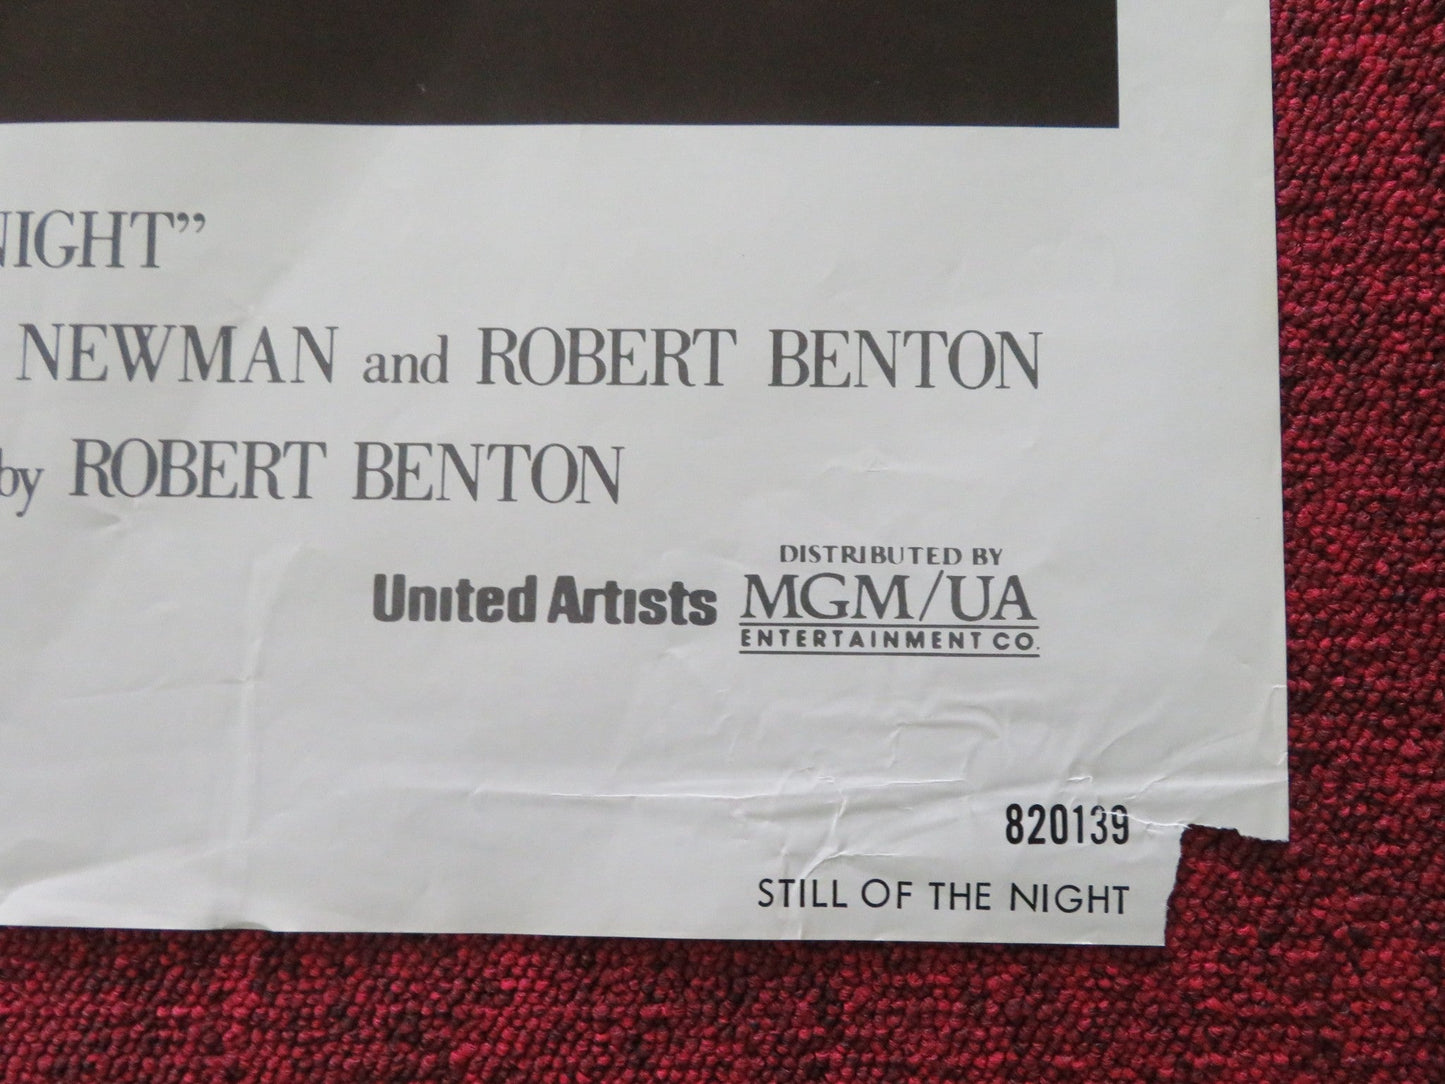 NIGHT”
NEWMAN and ROBERT BENTON
by ROBERT BENTON
DISTRIBUTED BY
United Artists MGM/UA
ENTERTAINMENT CO.
820139
STILL OF THE NIGHT